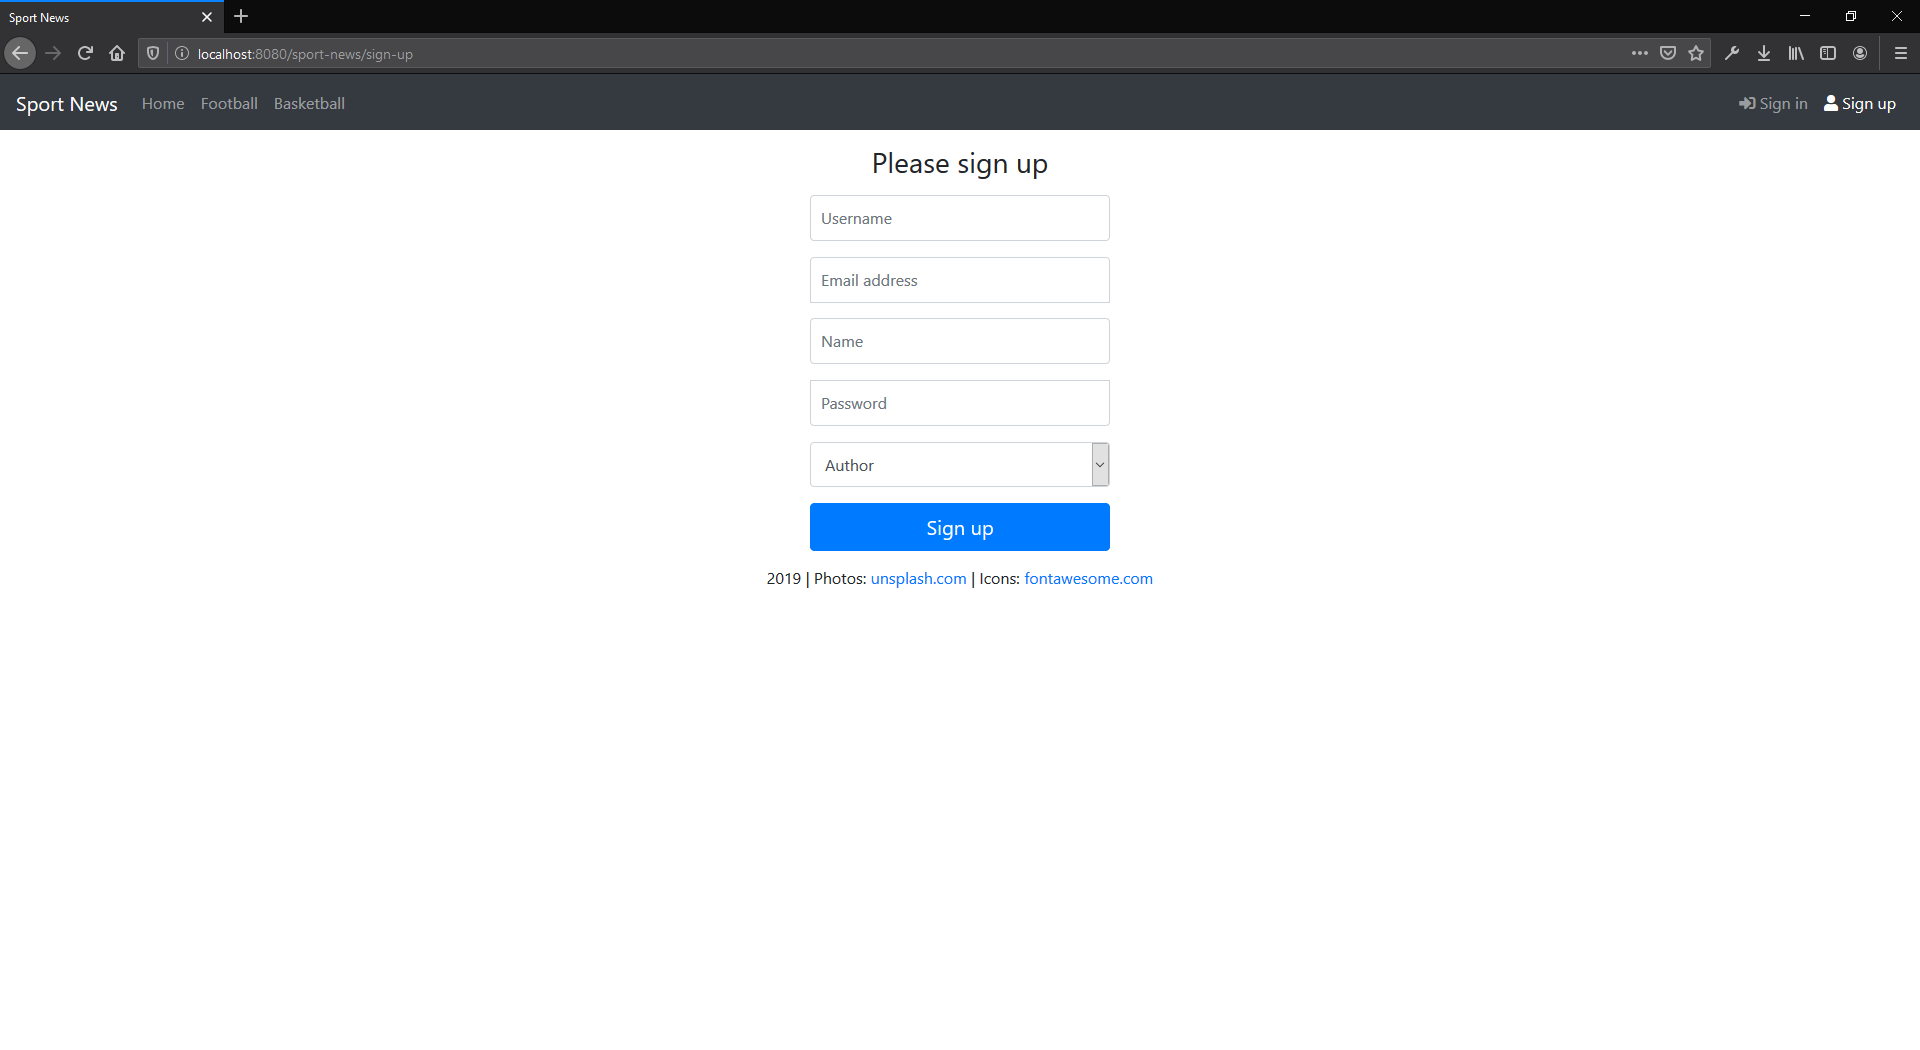 Sport News
localhost:8080/sport-news/sign-up
Sport News Home Football Basketball Sign in Sign up
Please sign up
Username
Email address
Name
Password
Author
Sign up
2019 | Photos: unsplash.com | Icons: fontawesome.com